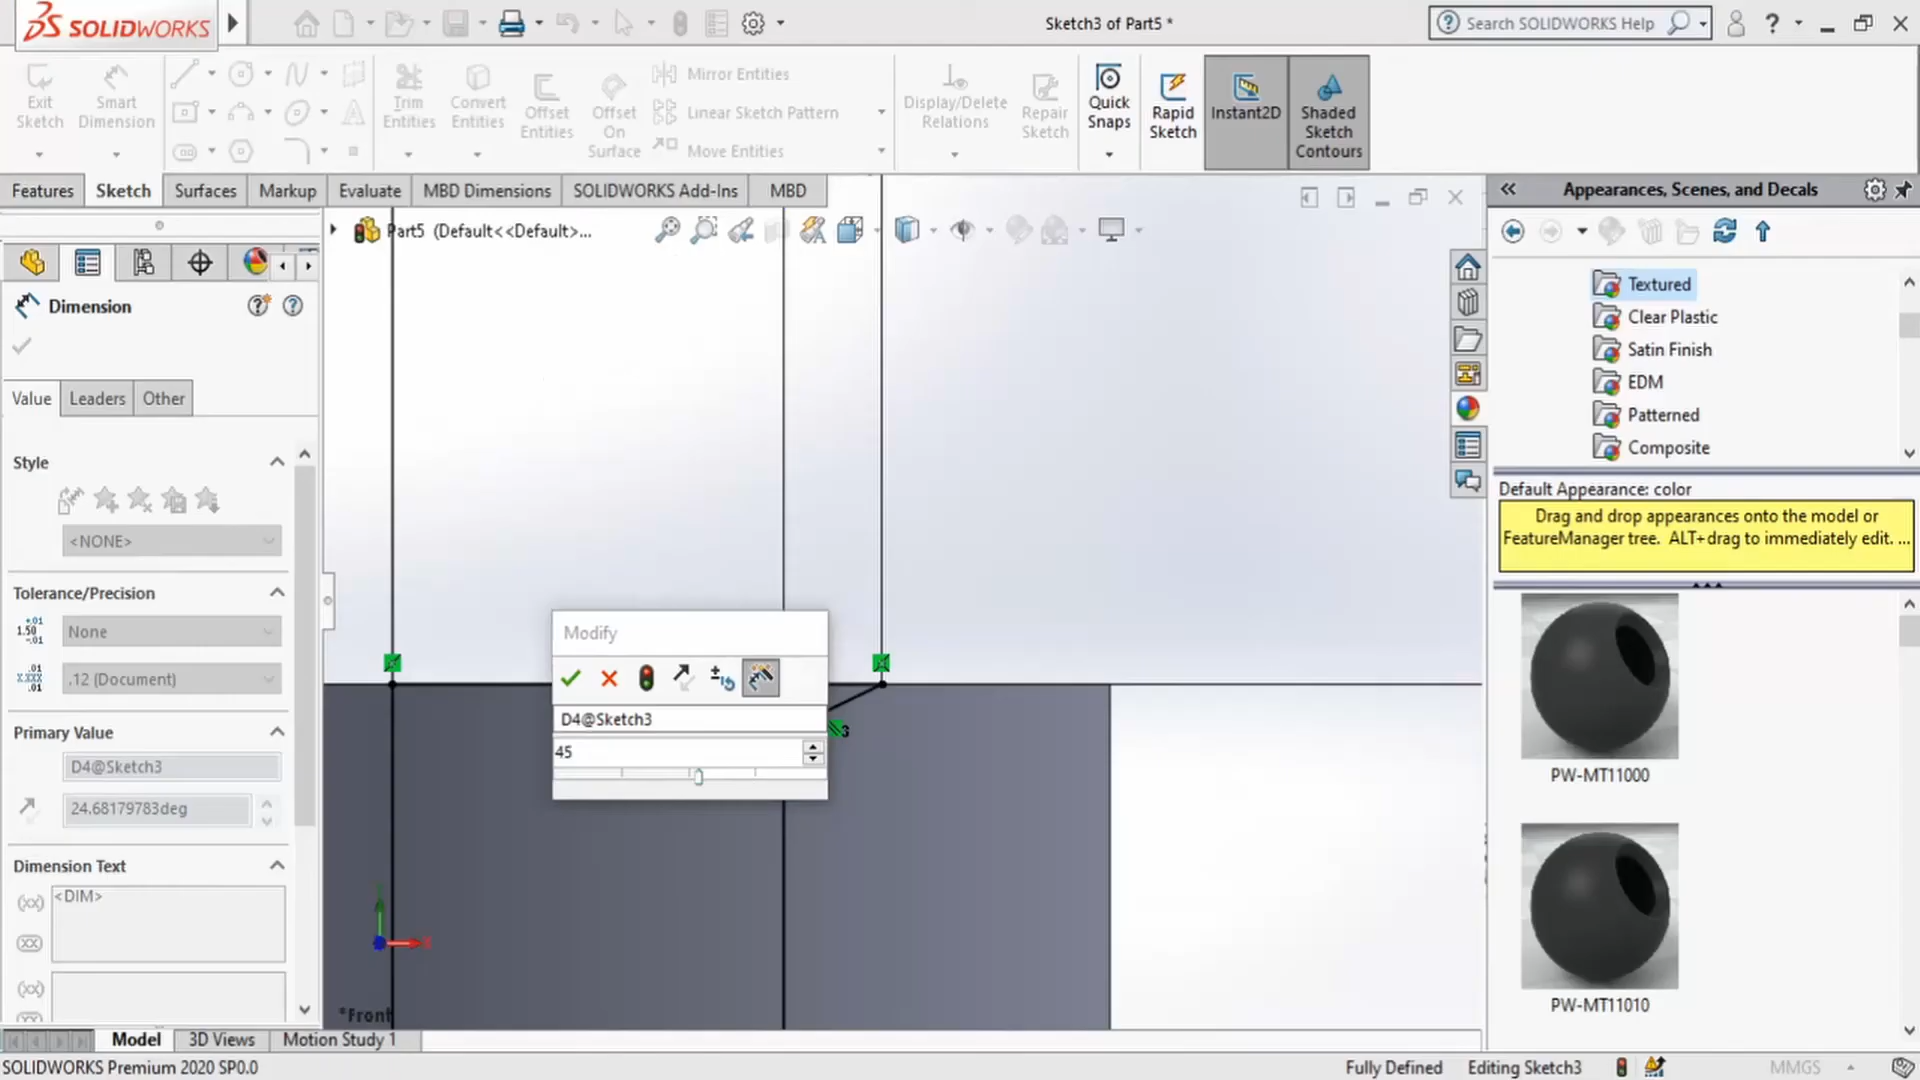 SOLIDWORKS
Sketch3 of Part5 *
Search SOLIDWORKS Help
Exit Sketch
Smart Dimension
Trim Entities
Convert Entities
Offset Entities
Offset On Surface
Mirror Entities
Linear Sketch Pattern
Move Entities
Display/Delete Relations
Repair Sketch
Quick Snaps
Rapid Sketch
Instant2D
Shaded Sketch Contours
Features
Sketch
Surfaces
Markup
Evaluate
MBD Dimensions
SOLIDWORKS Add-Ins
MBD
Part5 (Default<<Default>...
Dimension
Value
Leaders
Other
Style
<NONE>
Tolerance/Precision
None
.12 (Document)
Primary Value
D4@Sketch3
24.68179783deg
Dimension Text
<DIM>
Modify
D4@Sketch3
45
3
*Front
Appearances, Scenes, and Decals
Textured
Clear Plastic
Satin Finish
EDM
Patterned
Composite
Default Appearance: color
Drag and drop appearances onto the model or
FeatureManager tree. ALT+drag to immediately edit. ...
PW-MT11000
PW-MT11010
Model
3D Views
Motion Study 1
SOLIDWORKS Premium 2020 SP0.0
Fully Defined
Editing Sketch3
MMGS